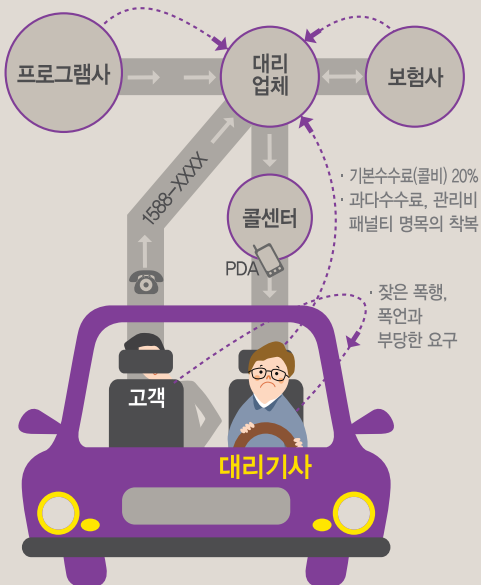 프로그램사
대리
업체
보험사
1588-XXXX
· 기본수수료(콜비) 20%
· 과다수수료, 관리비
패널티 명목의 착복
콜센터
PDA
· 잦은 폭행,
폭언과
부당한 요구
고객
대리기사